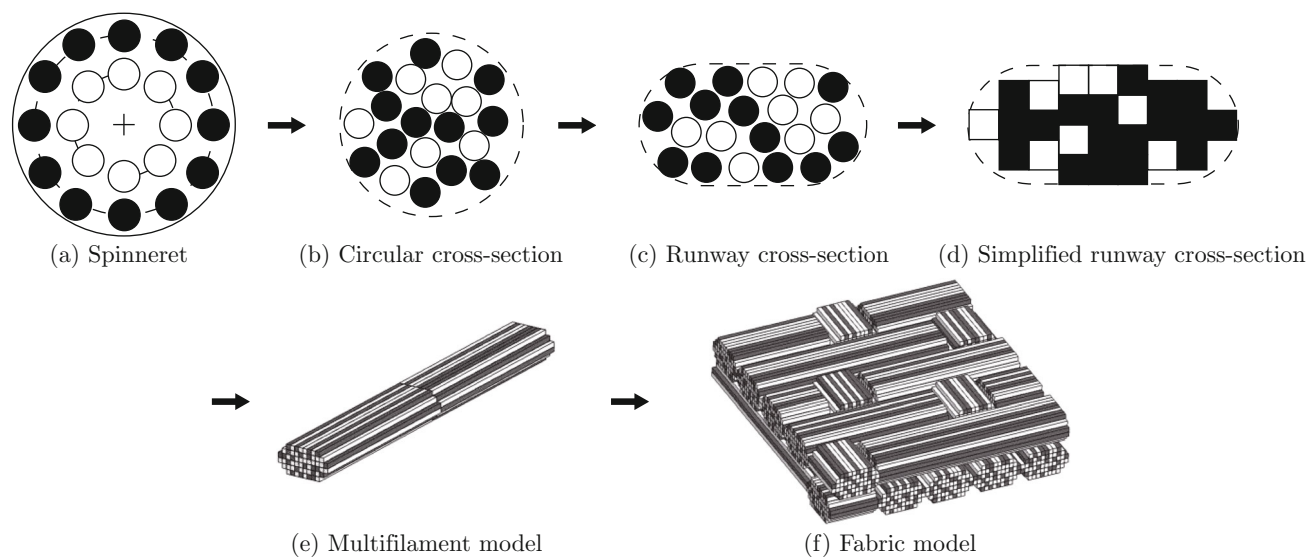 (a) Spinneret
(b) Circular cross-section
(c) Runway cross-section
(d) Simplified runway cross-section
(e) Multifilament model
(f) Fabric model